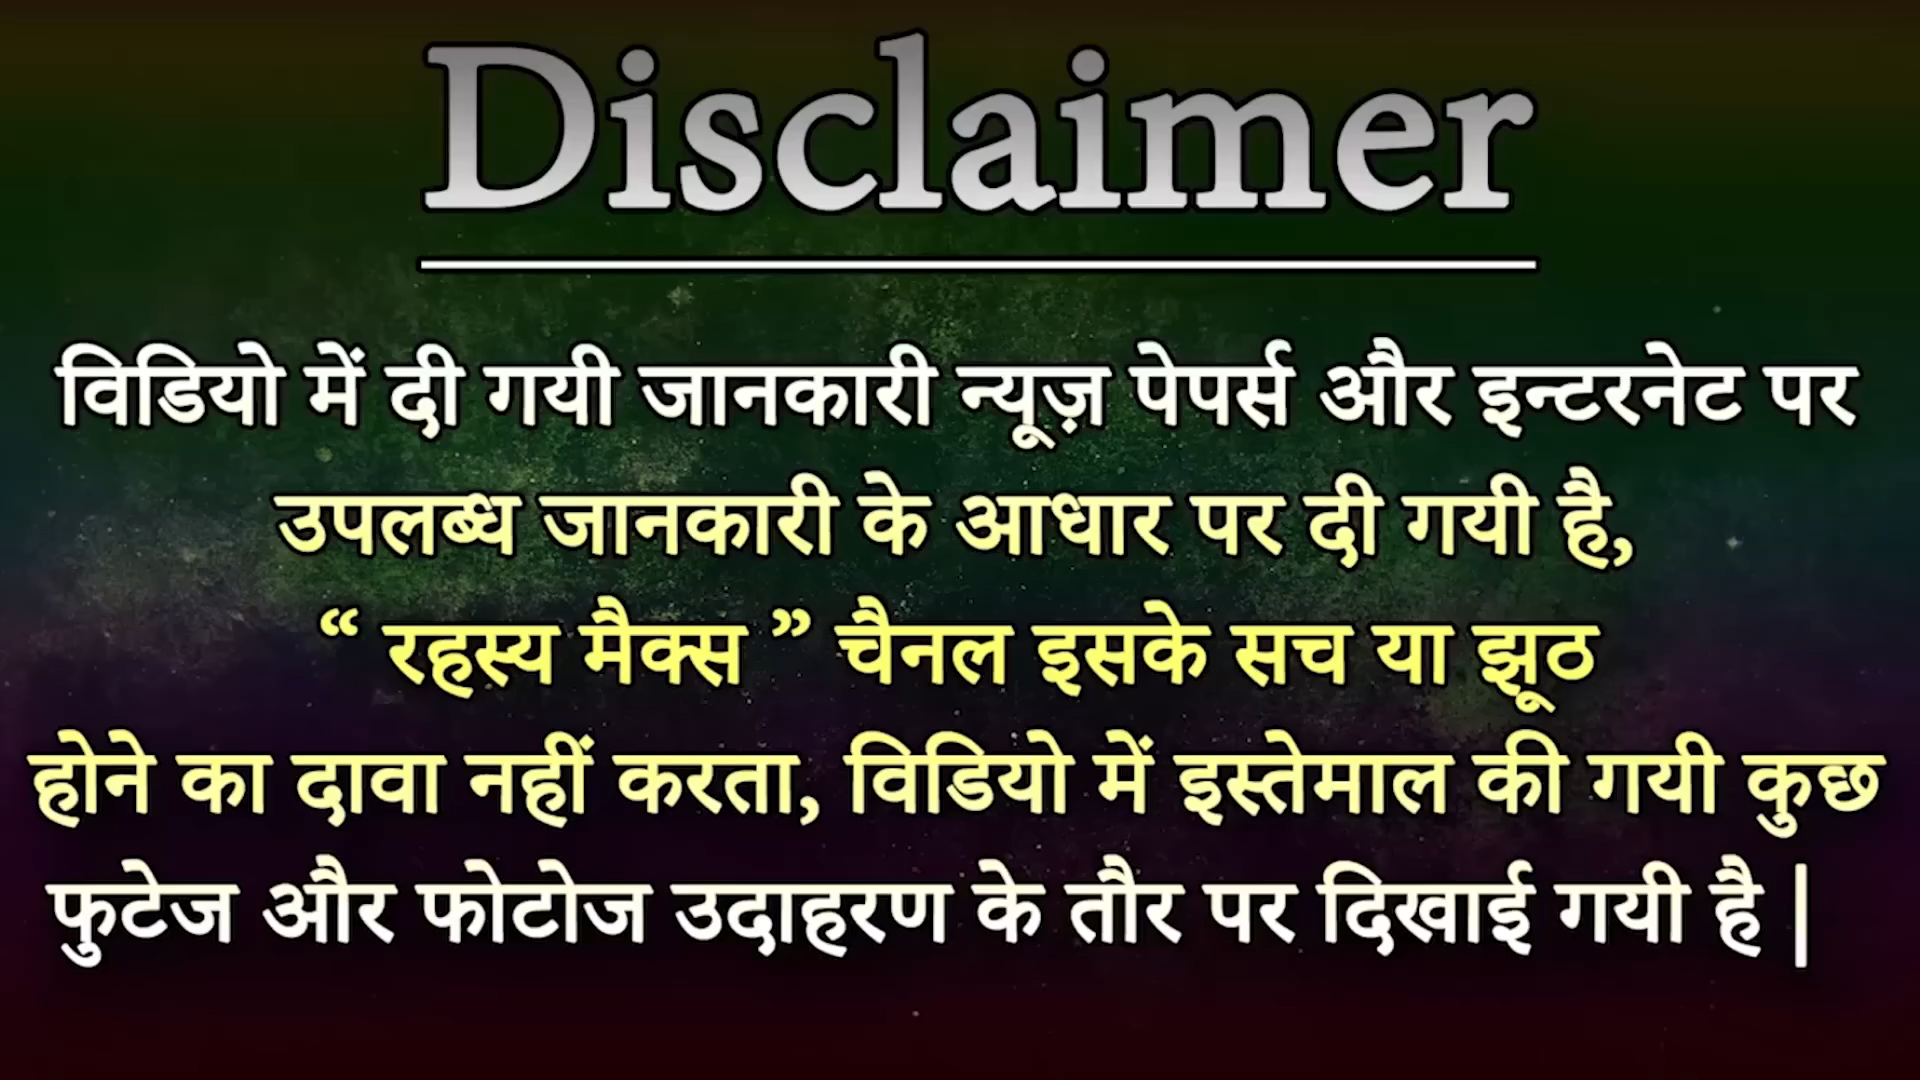 Disclaimer
विडियो में दी गयी जानकारी न्यूज़ पेपर्स और इन्टरनेट पर
उपलब्ध जानकारी के आधार पर दी गयी है,
“ रहस्य मैक्स ” चैनल इसके सच या झूठ
होने का दावा नहीं करता, विडियो में इस्तेमाल की गयी कुछ
फुटेज और फोटोज उदाहरण के तौर पर दिखाई गयी है |